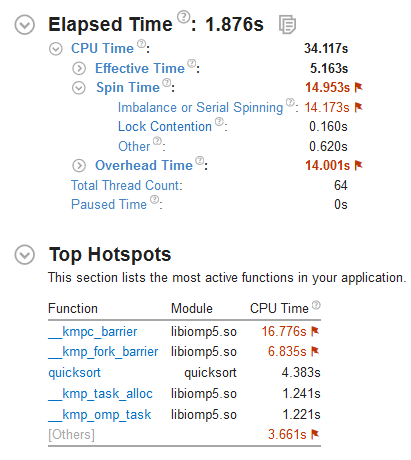 Elapsed Time ?: 1.876s
CPU Time ?: 34.117s
Effective Time ?: 5.163s
Spin Time ?: 14.953s
Imbalance or Serial Spinning ?: 14.173s
Lock Contention ?: 0.160s
Other ?: 0.620s
Overhead Time ?: 14.001s
Total Thread Count: 64
Paused Time ?: 0s
Top Hotspots
This section lists the most active functions in your application.
Function Module CPU Time ?
__kmpc_barrier libiomp5.so 16.776s
__kmp_fork_barrier libiomp5.so 6.835s
quicksort quicksort 4.383s
__kmp_task_alloc libiomp5.so 1.241s
__kmp_omp_task libiomp5.so 1.221s
[Others] 3.661s